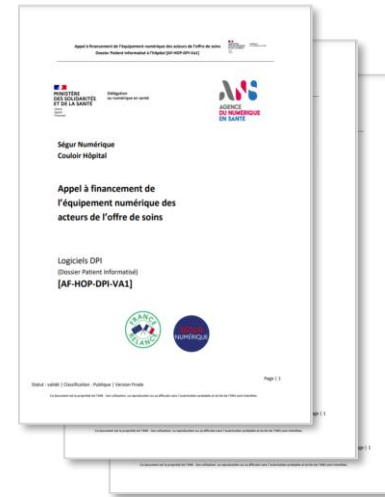 Appel à financement de l'équipement numérique des acteurs de l'offre de soins
Dossier Patient Informatisé à l'Hôpital [AF-HOP-DPI-VA1]
MINISTÈRE
DES SOLIDARITÉS
ET DE LA SANTÉ
Délégation
au numérique en santé
AGENCE
DU NUMÉRIQUE
EN SANTÉ
Ségur Numérique
Couloir Hôpital
Appel à financement de
l'équipement numérique des
acteurs de l'offre de soins
Logiciels DPI
(Dossier Patient Informatisé)
[AF-HOP-DPI-VA1]
FRANCE
RELANCE
NUMÉRIQUE
Page | 1
Statut : validé | Classification : Publique | Version Finale